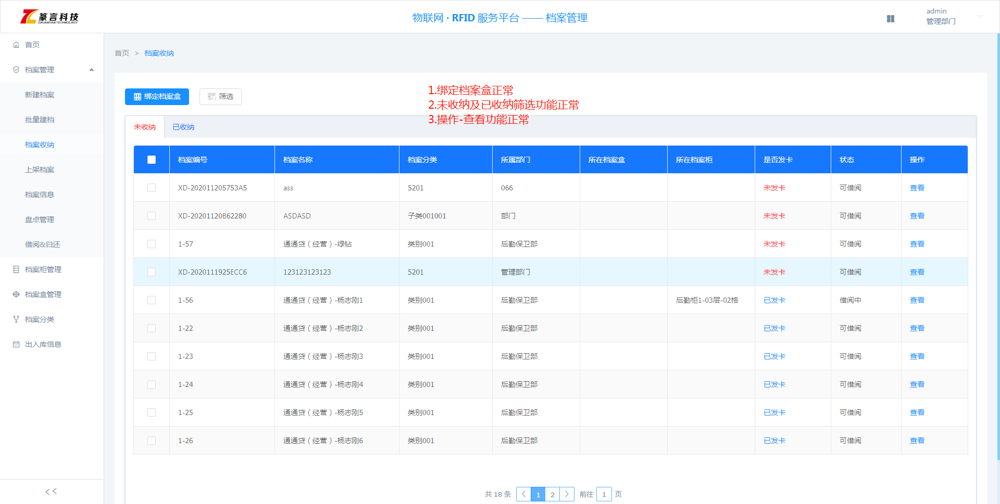 篆言科技
ZHUANYAN TECHNOLOGY
物联网 · RFID 服务平台 —— 档案管理
admin
管理部门
首页
档案管理
新建档案
批量建档
档案收纳
上架档案
档案信息
盘点管理
借阅&归还
档案柜管理
档案盒管理
档案分类
出入库信息
<<
首页 > 档案收纳
绑定档案盒 筛选
1.绑定档案盒正常
2.未收纳及已收纳筛选功能正常
3.操作-查看功能正常
未收纳 已收纳
档案编号 档案名称 档案分类 所属部门 所在档案盒 所在档案柜 是否发卡 状态 操作
XD-202011205753A5 ass 5201 066 未发卡 可借阅 查看
XD-20201120B62280 ASDASD 子类001001 部门 未发卡 可借阅 查看
1-57 通通贷（经营）-绿钻 类别001 后勤保卫部 未发卡 可借阅 查看
XD-2020111925ECC6 123123123123 5201 管理部门 未发卡 可借阅 查看
1-56 通通贷（经营）-杨志刚1 类别001 后勤保卫部 后勤柜1-03层-02格 已发卡 借阅中 查看
1-22 通通贷（经营）-杨志刚2 类别001 后勤保卫部 已发卡 可借阅 查看
1-23 通通贷（经营）-杨志刚3 类别001 后勤保卫部 已发卡 可借阅 查看
1-24 通通贷（经营）-杨志刚4 类别001 后勤保卫部 已发卡 可借阅 查看
1-25 通通贷（经营）-杨志刚5 类别001 后勤保卫部 已发卡 可借阅 查看
1-26 通通贷（经营）-杨志刚6 类别001 后勤保卫部 已发卡 可借阅 查看
共 18 条 < 1 2 > 前往 1 页